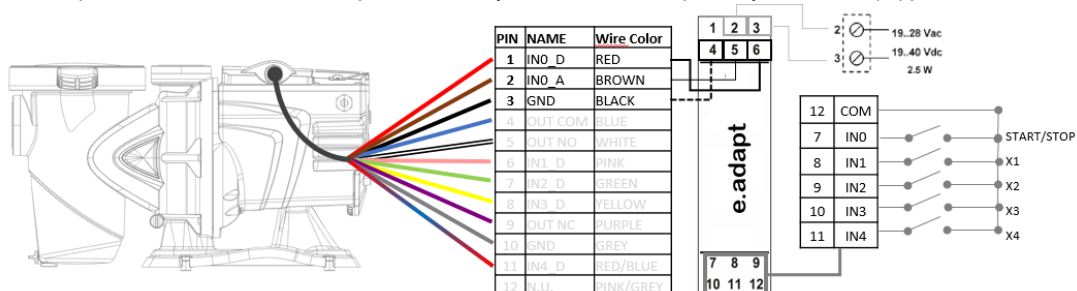 PIN NAME Wire Color
1 IN0_D RED
2 IN0_A BROWN
3 GND BLACK
4 OUT COM BLUE
5 OUT NO WHITE
6 IN1_D PINK
7 IN2_D GREEN
8 IN3_D YELLOW
9 OUT NC PURPLE
10 GND GREY
11 IN4_D RED/BLUE
12 N.U. PINK/GREY
1 2 3
4 5 6
e.adapt
7 8 9
10 11 12
2 19..28 Vac
3 19..40 Vdc
2.5 W
12 COM
7 IN0 START/STOP
8 IN1 X1
9 IN2 X2
10 IN3 X3
11 IN4 X4